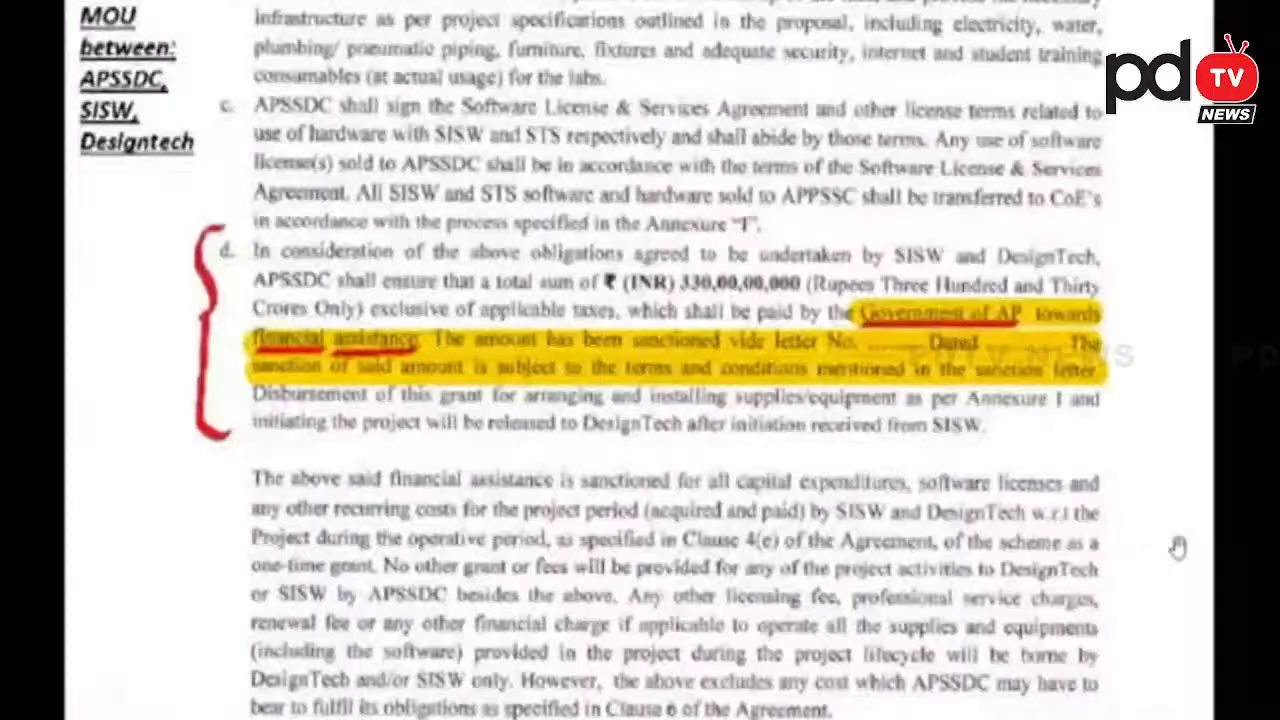 MOU
between:
APSSDC,
SISW,
Designtech
pd TV NEWS
infrastructure as per project specifications outlined in the proposal, including electricity, water,
plumbing/ pneumatic piping, furniture, fixtures and adequate security, internet and student training
consumables (at actual usage) for the labs.
c. APSSDC shall sign the Software License & Services Agreement and other license terms related to
use of hardware with SISW and STS respectively and shall abide by those terms. Any use of software
license(s) sold to APSSDC shall be in accordance with the terms of the Software License & Services
Agreement. All SISW and STS software and hardware sold to APPSSC shall be transferred to CoE's
in accordance with the process specified in the Annexure "I".
d. In consideration of the above obligations agreed to be undertaken by SISW and DesignTech,
APSSDC shall ensure that a total sum of ₹ (INR) 330,00,00,000 (Rupees Three Hundred and Thirty
Crores Only) exclusive of applicable taxes, which shall be paid by the Government of AP towards
financial assistance. The amount has been sanctioned vide letter No. ........ Dated ........ The
sanction of said amount is subject to the terms and conditions mentioned in the sanction letter.
Disbursement of this grant for arranging and installing supplies/equipment as per Annexure I and
initiating the project will be released to DesignTech after initiation received from SISW.
The above said financial assistance is sanctioned for all capital expenditures, software licenses and
any other recurring costs for the project period (acquired and paid) by SISW and DesignTech w.r.t the
Project during the operative period, as specified in Clause 4(e) of the Agreement, of the scheme as a
one-time grant. No other grant or fees will be provided for any of the project activities to DesignTech
or SISW by APSSDC besides the above. Any other licensing fee, professional service charges,
renewal fee or any other financial charge if applicable to operate all the supplies and equipments
(including the software) provided in the project during the project lifecycle will be borne by
DesignTech and/or SISW only. However, the above excludes any cost which APSSDC may have to
bear to fulfil its obligations as specified in Clause 6 of the Agreement.
PDTV NEWS